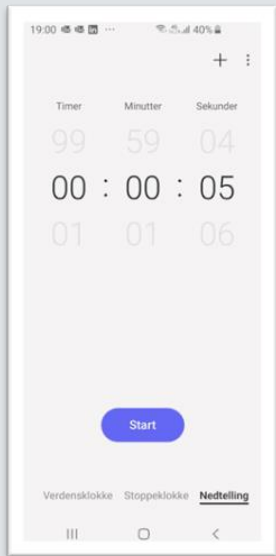 19:00 40%
Timer Minutter Sekunder
99 59 04
00 : 00 : 05
01 01 06
Start
Verdensklokke Stoppeklokke Nedtelling